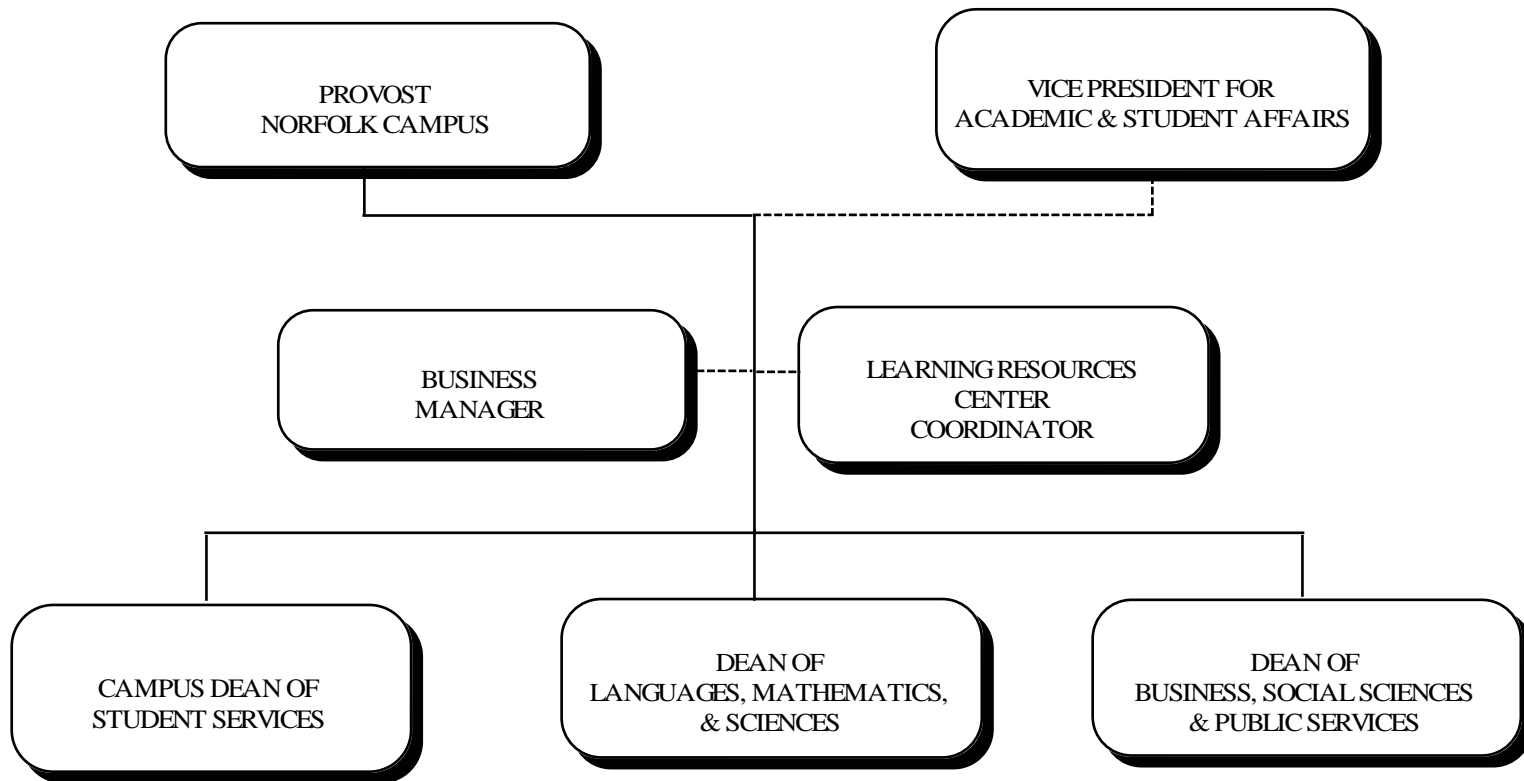 PROVOST
NORFOLK CAMPUS
VICE PRESIDENT FOR
ACADEMIC & STUDENT AFFAIRS
BUSINESS
MANAGER
LEARNING RESOURCES
CENTER
COORDINATOR
CAMPUS DEAN OF
STUDENT SERVICES
DEAN OF
LANGUAGES, MATHEMATICS,
& SCIENCES
DEAN OF
BUSINESS, SOCIAL SCIENCES
& PUBLIC SERVICES